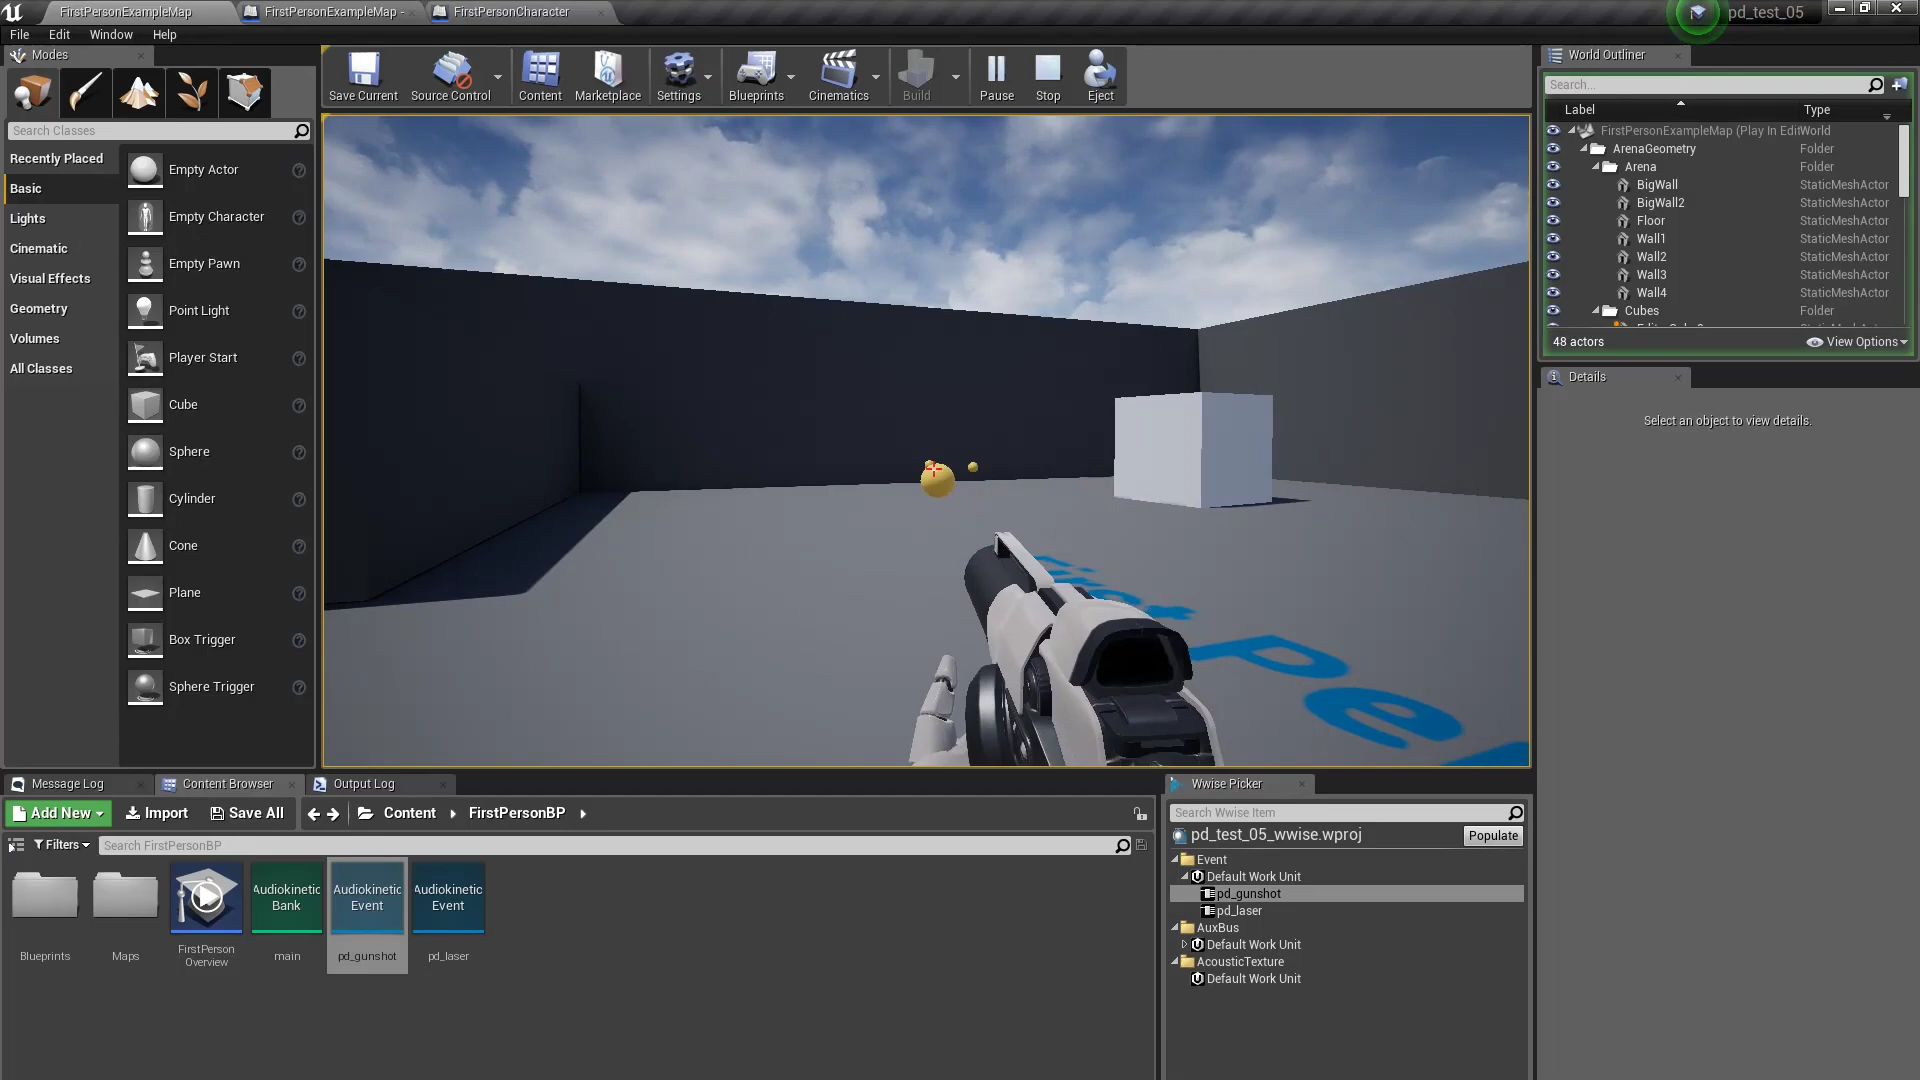 FirstPersonExampleMap
FirstPersonExampleMap -
FirstPersonCharacter
pd_test_05
File
Edit
Window
Help
Modes
Search Classes
Recently Placed
Basic
Lights
Cinematic
Visual Effects
Geometry
Volumes
All Classes
Empty Actor
Empty Character
Empty Pawn
Point Light
Player Start
Cube
Sphere
Cylinder
Cone
Plane
Box Trigger
Sphere Trigger
Save Current
Source Control
Content
Marketplace
Settings
Blueprints
Cinematics
Build
Pause
Stop
Eject
World Outliner
Search...
Label
Type
FirstPersonExampleMap (Play In Edit World
ArenaGeometry Folder
Arena Folder
BigWall StaticMeshActor
BigWall2 StaticMeshActor
Floor StaticMeshActor
Wall1 StaticMeshActor
Wall2 StaticMeshActor
Wall3 StaticMeshActor
Wall4 StaticMeshActor
Cubes Folder
48 actors
View Options
Details
Select an object to view details.
Message Log
Content Browser
Output Log
Add New
Import
Save All
Content
FirstPersonBP
Filters
Search FirstPersonBP
Blueprints
Maps
FirstPerson
Overview
Audiokinetic
Bank
main
Audiokinetic
Event
pd_gunshot
Audiokinetic
Event
pd_laser
Wwise Picker
Search Wwise Item
pd_test_05_wwise.wproj
Populate
Event
Default Work Unit
pd_gunshot
pd_laser
AuxBus
Default Work Unit
AcousticTexture
Default Work Unit